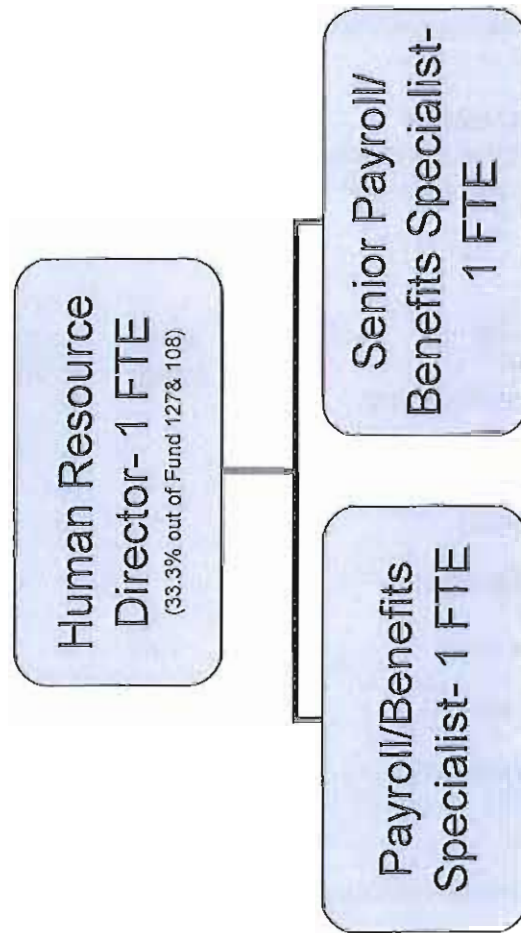 Human Resource
Director- 1 FTE
(33.3% out of Fund 127& 108)
Payroll/Benefits
Specialist- 1 FTE
Senior Payroll/
Benefits Specialist-
1 FTE